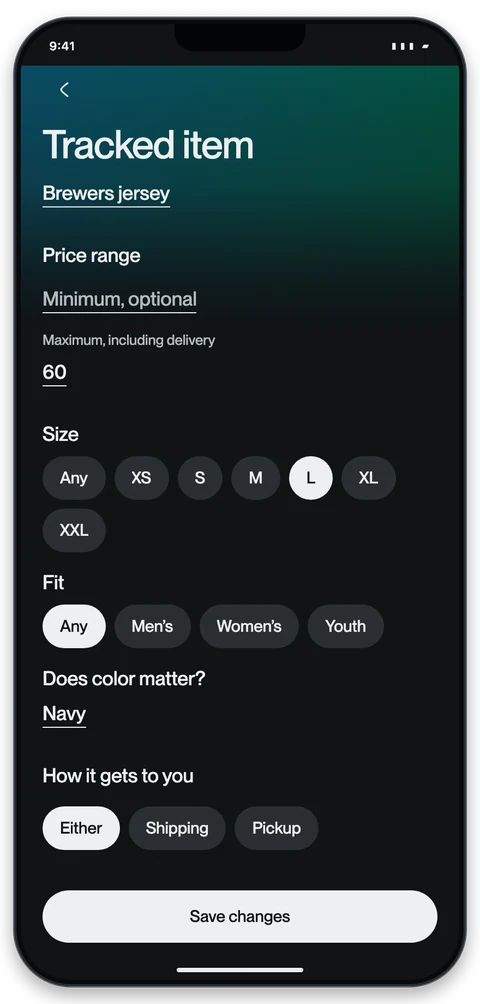 9:41
Tracked item
Brewers jersey
Price range
Minimum, optional
Maximum, including delivery
60
Size
Any XS S M L XL
XXL
Fit
Any Men’s Women’s Youth
Does color matter?
Navy
How it gets to you
Either Shipping Pickup
Save changes